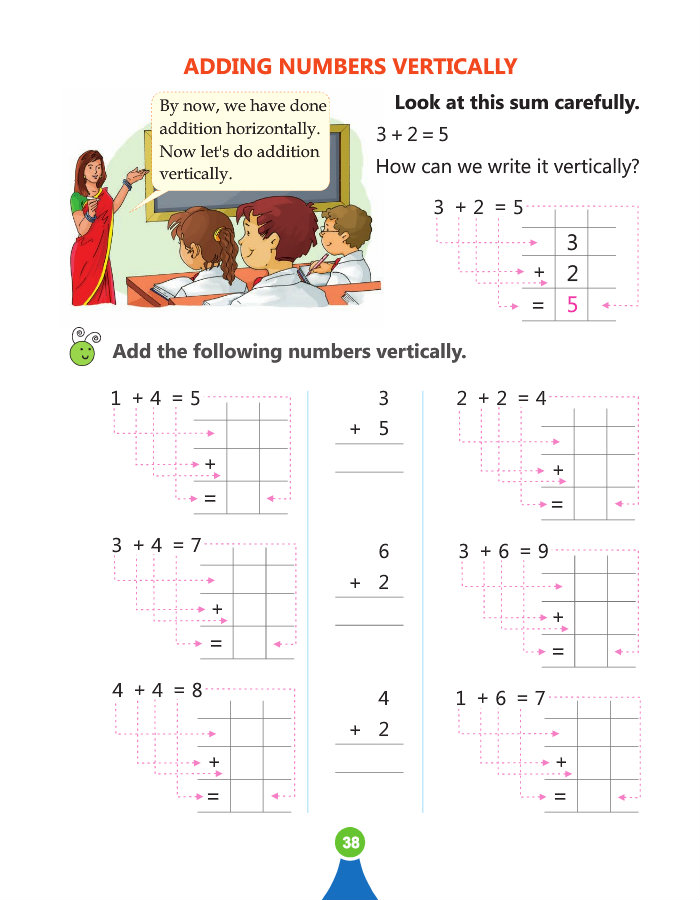 ADDING NUMBERS VERTICALLY
By now, we have done
addition horizontally.
Now let's do addition
vertically.
Look at this sum carefully.
3 + 2 = 5
How can we write it vertically?
3 + 2 = 5
3
+ 2
= 5
Add the following numbers vertically.
1 + 4 = 5
+
=
3
+ 5
2 + 2 = 4
+
=
3 + 4 = 7
+
=
6
+ 2
3 + 6 = 9
+
=
4 + 4 = 8
+
=
4
+ 2
1 + 6 = 7
+
=
38